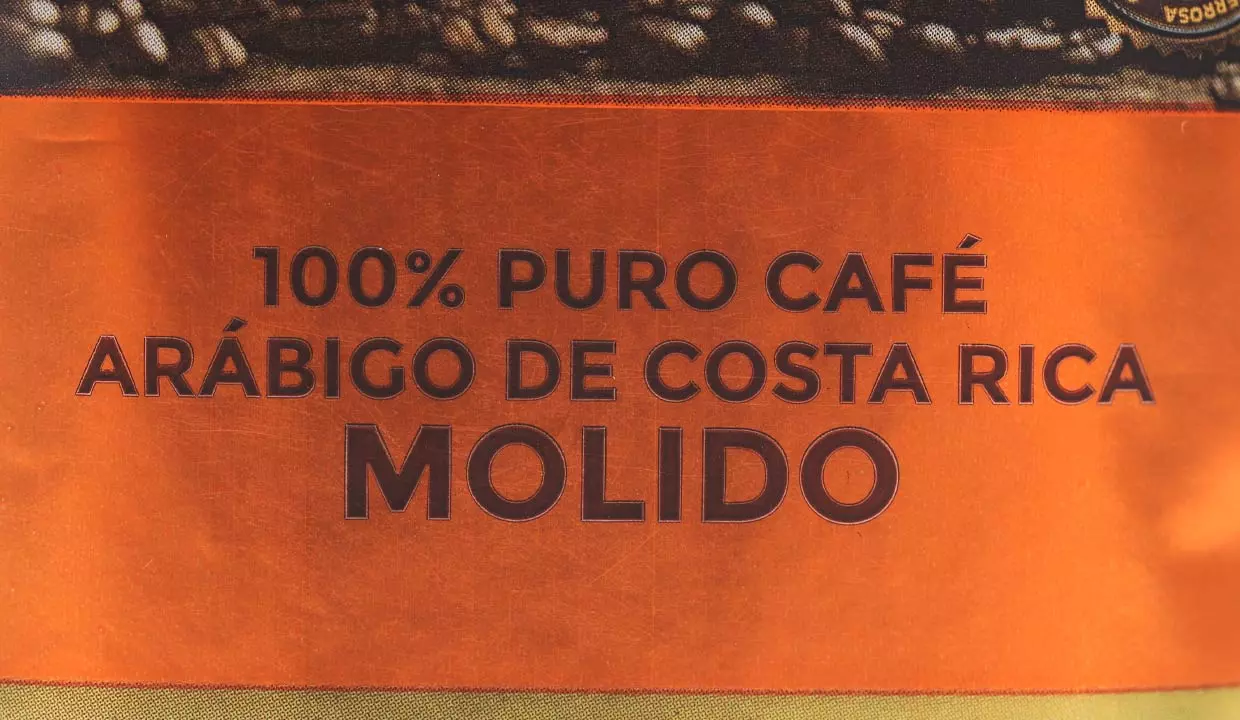 100% PURO CAFÉ
ARÁBIGO DE COSTA RICA
MOLIDO